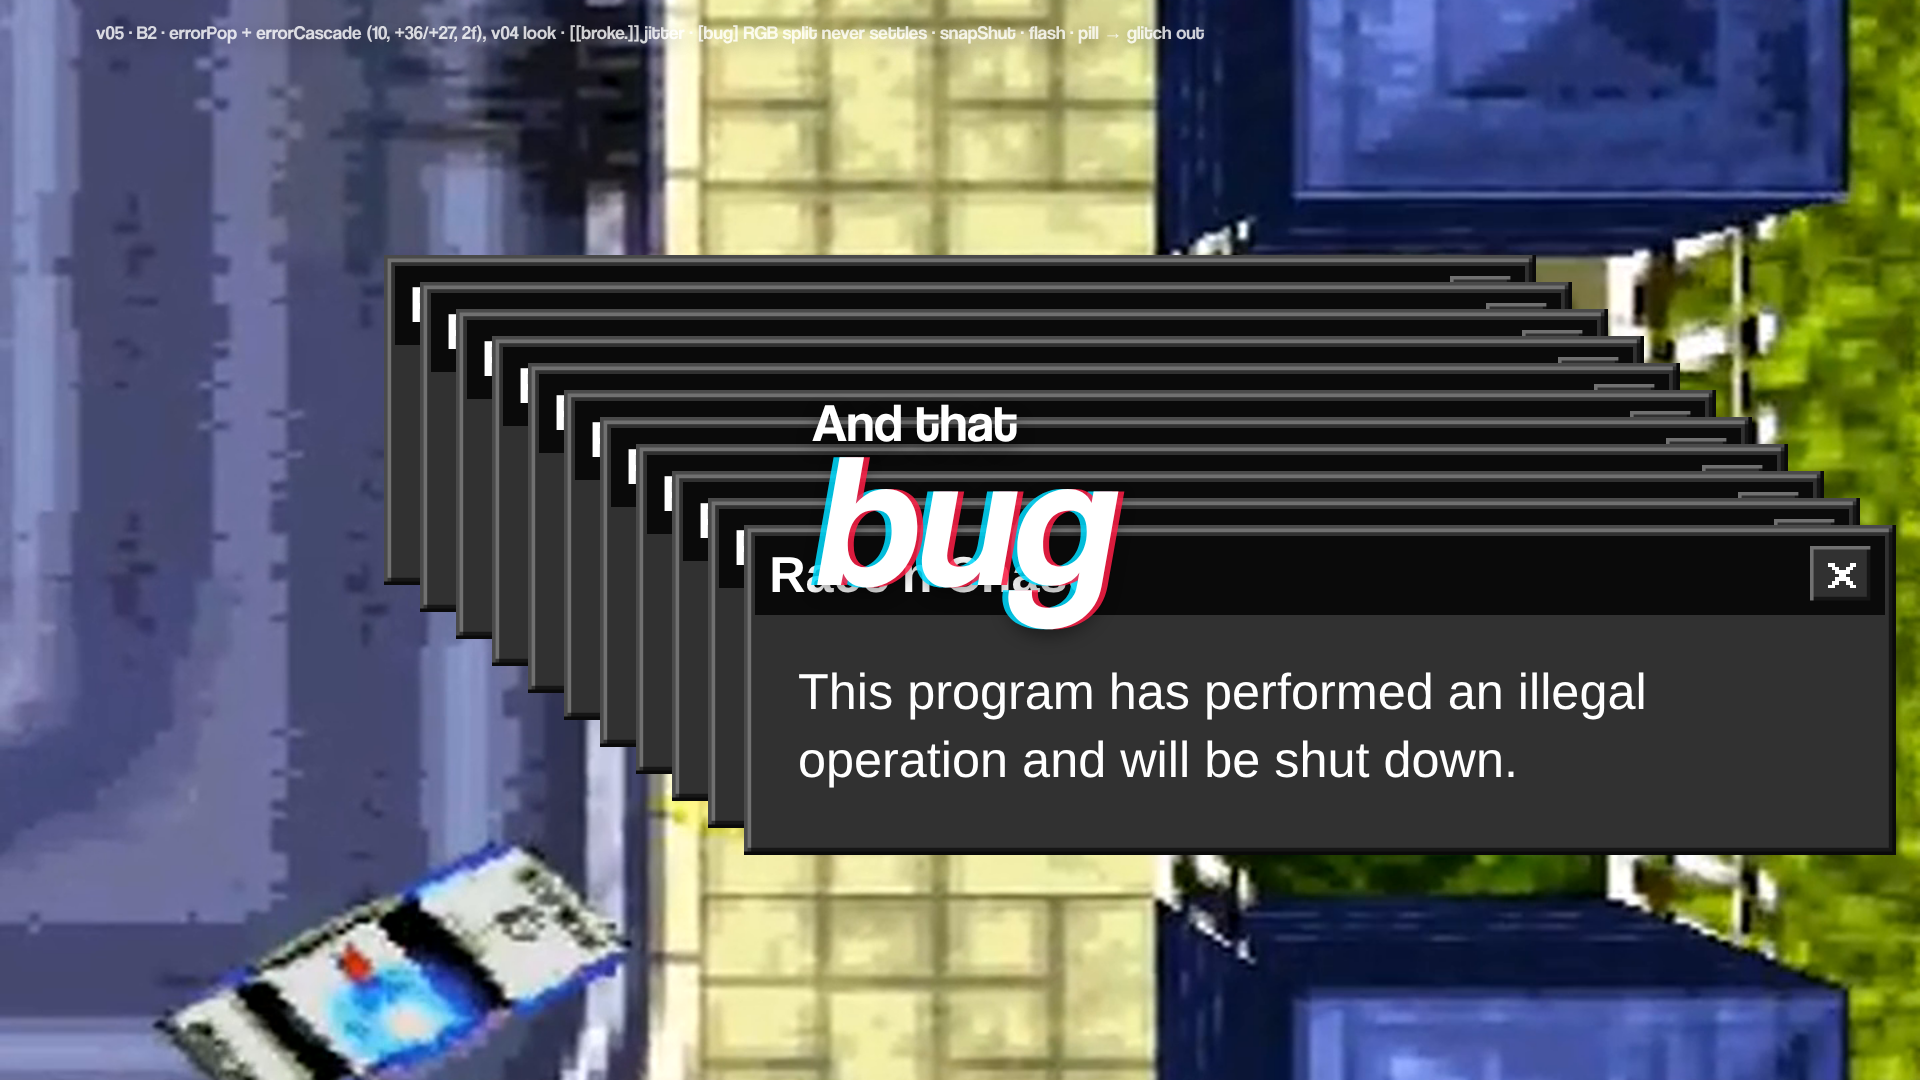 v05 · B2 · errorPop + errorCascade (10, +36/+27, 2f), v04 look · [[broke.]] jitter · [bug] RGB split never settles · snapShut · flash · pill → glitch out
And that
bug
This program has performed an illegal
operation and will be shut down.